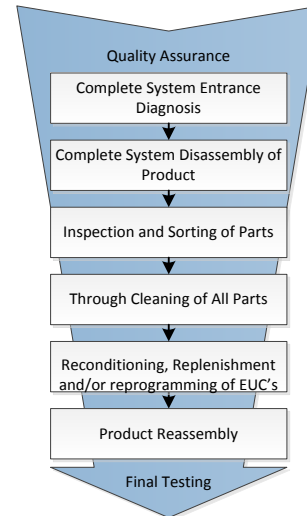 Quality Assurance
Complete System Entrance
Diagnosis
Complete System Disassembly of
Product
Inspection and Sorting of Parts
Through Cleaning of All Parts
Reconditioning, Replenishment
and/or reprogramming of EUC's
Product Reassembly
Final Testing